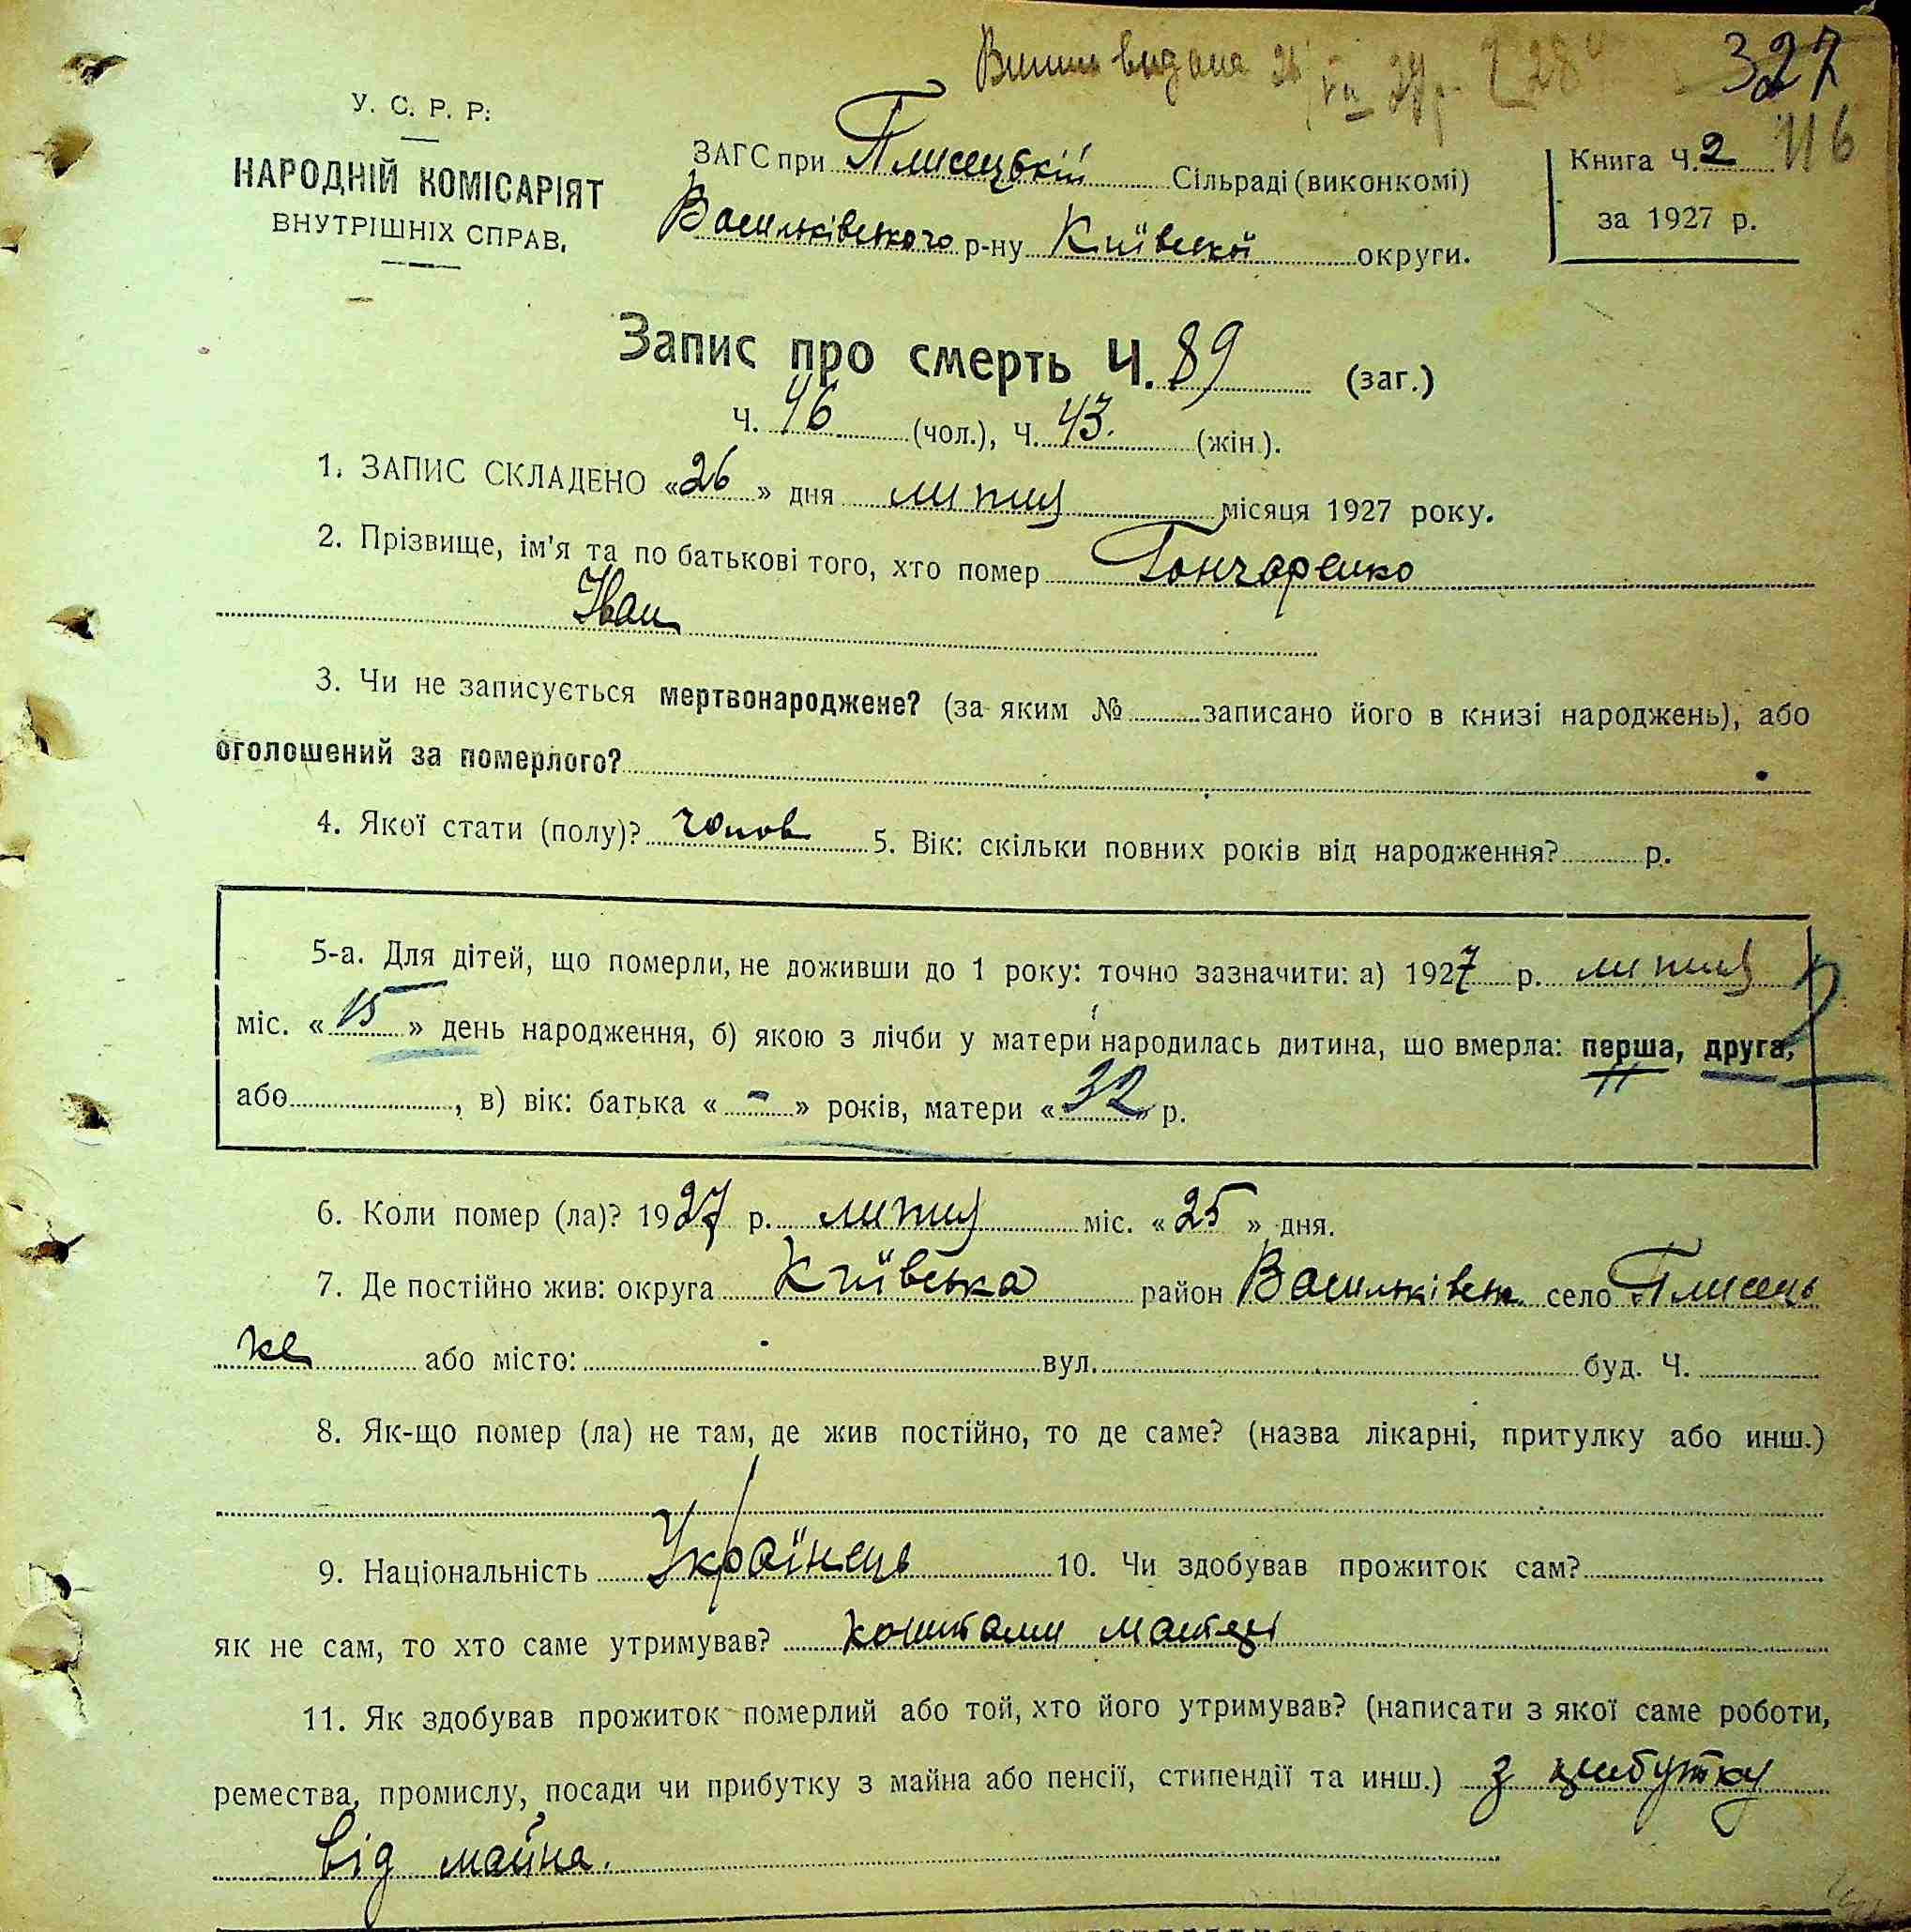 видана 26/VII 27р. 28 327
116
У. С. Р. Р:
НАРОДНІЙ КОМІСАРІЯТ
ВНУТРІШНІХ СПРАВ.
ЗАГС при Плисецькій Сільраді (виконкомі)
Васильківського р-ну Київської округи.
Книга Ч. 2
за 1927 р.
Запис про смерть Ч. 89 (заг.)
Ч. 46 (чол.), Ч. 43. (жін.).
1. ЗАПИС СКЛАДЕНО «26» дня липня місяця 1927 року.
2. Прізвище, ім'я та по батькові того, хто помер Гончаренко
Іван
3. Чи не записується мертвонароджене? (за яким № записано його в книзі народжень), або
оголошений за померлого?
4. Якої стати (полу)? чолов 5. Вік: скільки повних років від народження? р.
5-а. Для дітей, що померли, не доживши до 1 року: точно зазначити: а) 1927 р. липня
міс. «15» день народження, б) якою з лічби у матери народилась дитина, що вмерла: перша, друга,
або , в) вік: батька «-» років, матери «32» р.
6. Коли помер (ла)? 1927 р. липня міс. «25» дня.
7. Де постійно жив: округа Київська район Васильківськ. село Плисець
ке або місто: вул. буд. Ч.
8. Як-що помер (ла) не там, де жив постійно, то де саме? (назва лікарні, притулку або инш.)
9. Національність Українець 10. Чи здобував прожиток сам?
як не сам, то хто саме утримував? коштами матері
11. Як здобував прожиток померлий або той, хто його утримував? (написати з якої саме роботи,
ремества, промислу, посади чи прибутку з майна або пенсії, стипендії та инш.) з прибутку
від майна.